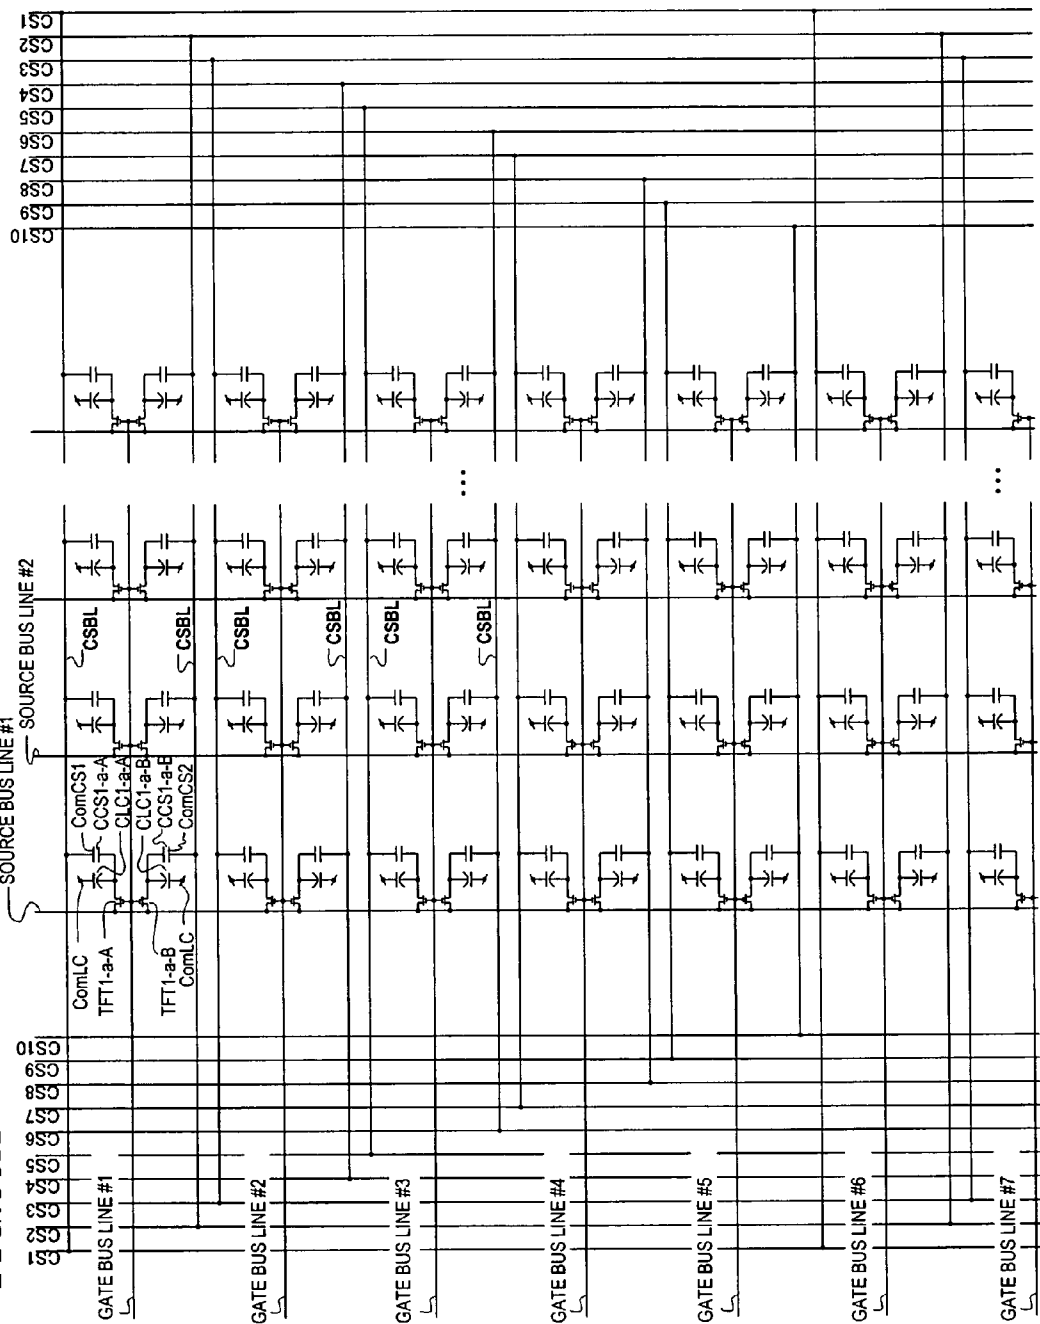 CS1
CS2
CS3
CS4
CS5
CS6
CS7
CS8
CS9
CS10
SOURCE BUS LINE #1
SOURCE BUS LINE #2
CSBL
CSBL
CSBL
CSBL
CSBL
CSBL
ComCS1
CCS1-a-A
CLC1-a-A
CLC1-a-B
CCS1-a-B
ComCS2
ComLC
TFT1-a-A
TFT1-a-B
ComLC
...
...
CS10
CS9
CS8
CS7
CS6
CS5
CS4
CS3
CS2
CS1
GATE BUS LINE #1
GATE BUS LINE #2
GATE BUS LINE #3
GATE BUS LINE #4
GATE BUS LINE #5
GATE BUS LINE #6
GATE BUS LINE #7